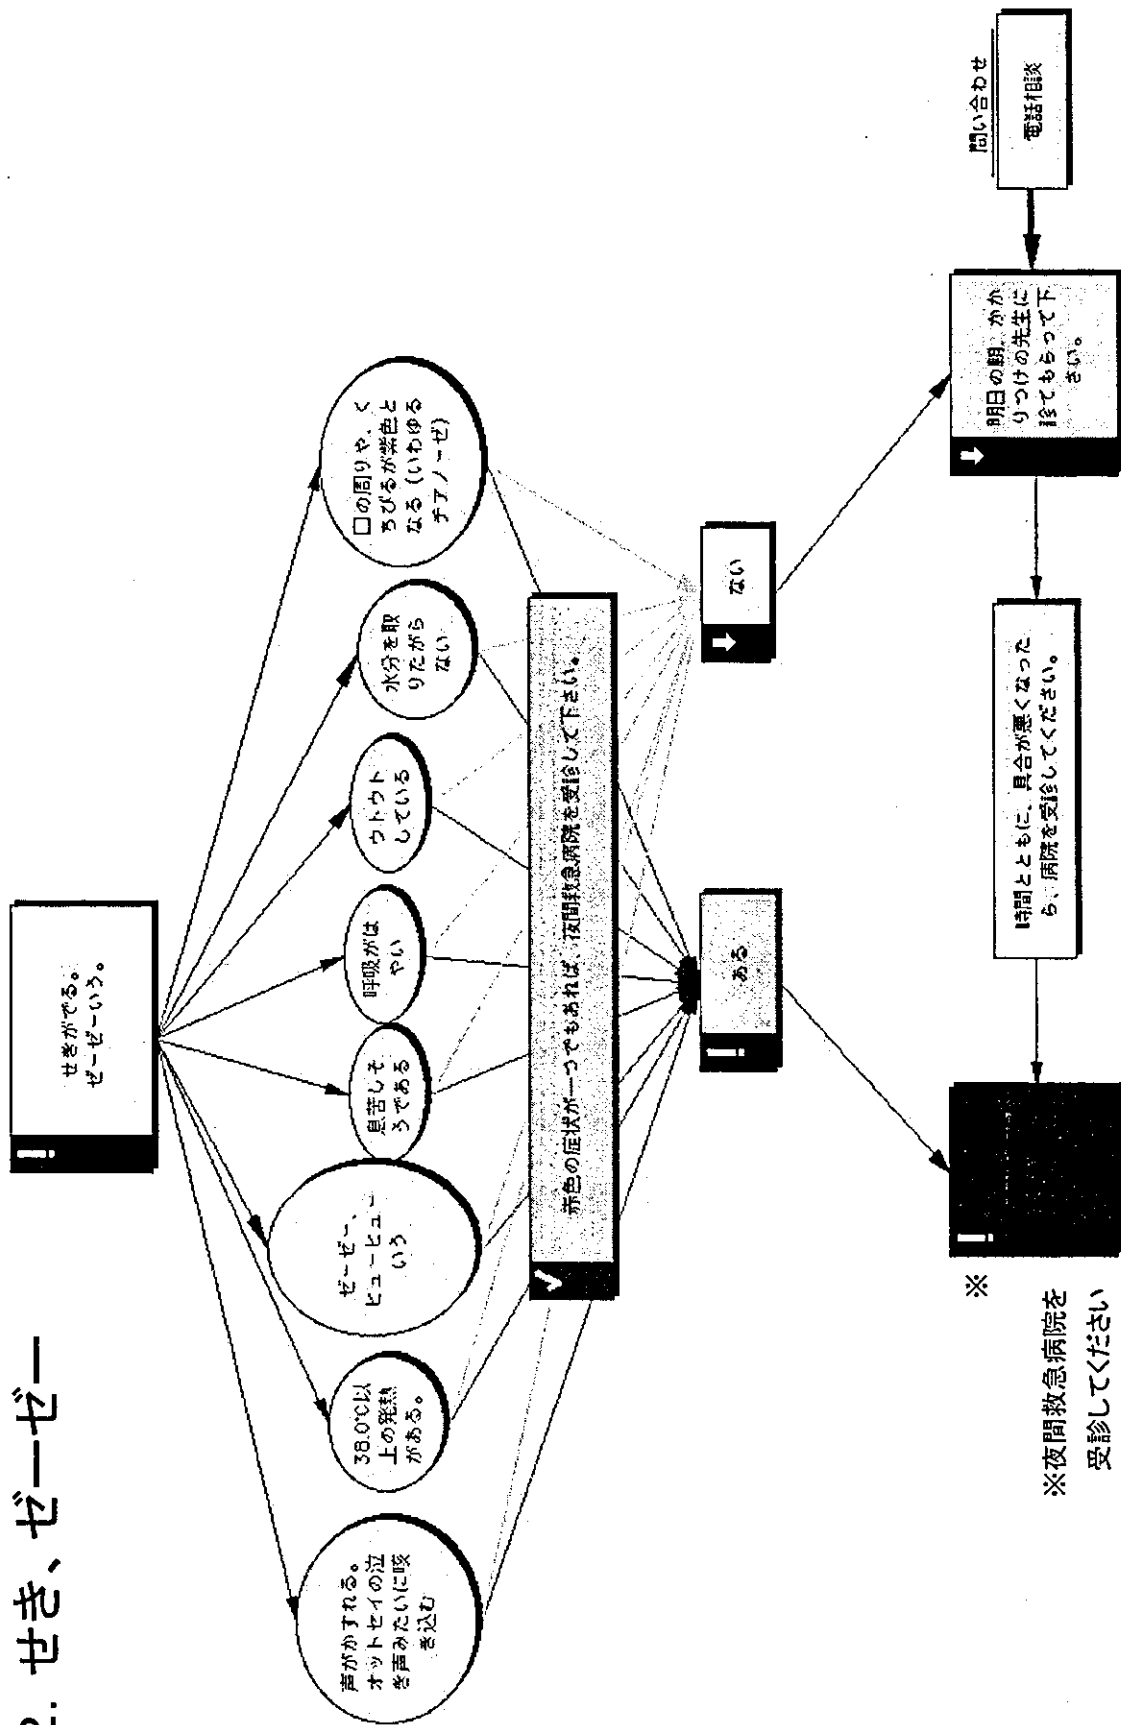 2. せき、ゼーゼー
せきがでる。
ゼーゼーいう。
声がかすれる。
オットセイの泣
き声みたいに咳
き込む
38.0℃以
上の発熱
がある。
ゼーゼー、
ヒューヒュー
いう
息苦しそ
うである
呼吸がは
やい
ウトウト
している
水分を取
りたがら
ない
口の周りや、く
ちびるが紫色と
なる（いわゆる
チアノーゼ）
赤色の症状が一つでもあれば、夜間救急病院を受診して下さい。
ある
ない
※
※夜間救急病院を
受診してください
時間とともに、具合が悪くなった
ら、病院を受診してください。
明日の朝、かか
りつけの先生に
診てもらって下
さい。
問い合わせ
電話相談